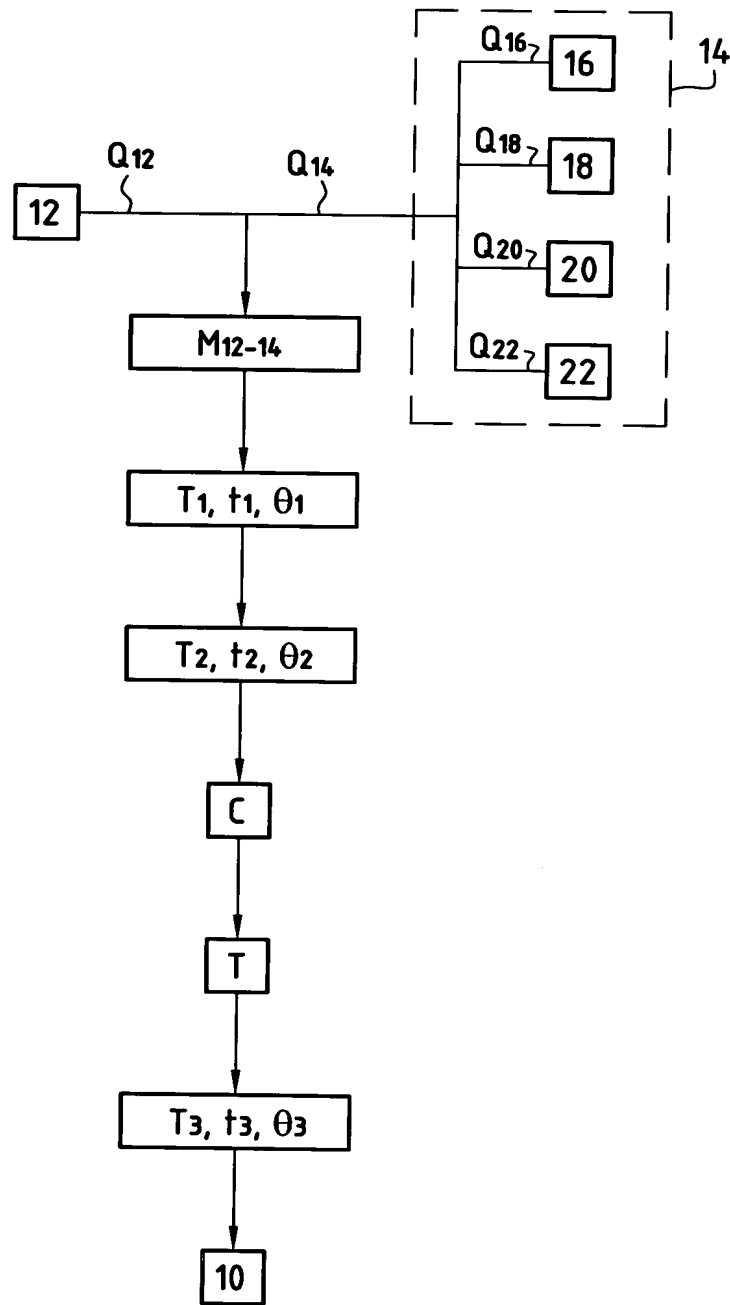 Q16
16
14
Q18
18
Q12
Q14
12
Q20
20
M12-14
Q22
22
T1, t1, θ1
T2, t2, θ2
C
T
T3, t3, θ3
10